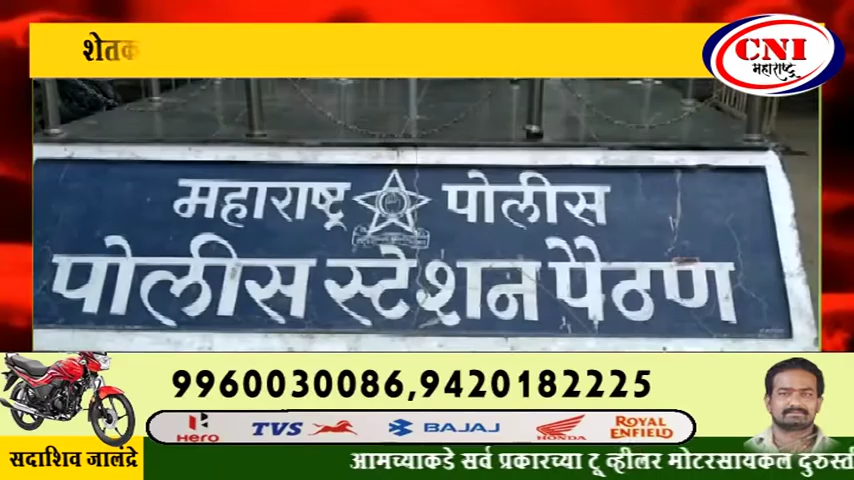 शेतक
CNI
महाराष्ट्र
महाराष्ट्र पोलीस
पोलीस स्टेशन पैठण
9960030086,9420182225
Hero TVS BAJAJ HONDA ROYAL ENFIELD
सदाशिव जालंद्रे
आमच्याकडे सर्व प्रकारच्या टू व्हीलर मोटरसायकल दुरुस्ती